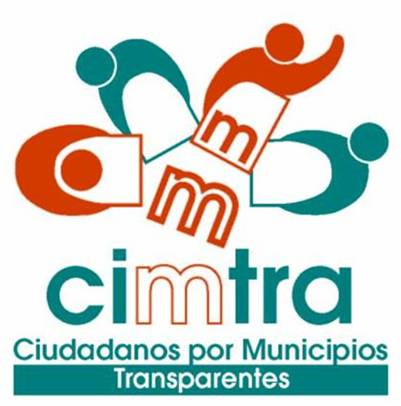 m
m
cimtra
Ciudadanos por Municipios
Transparentes